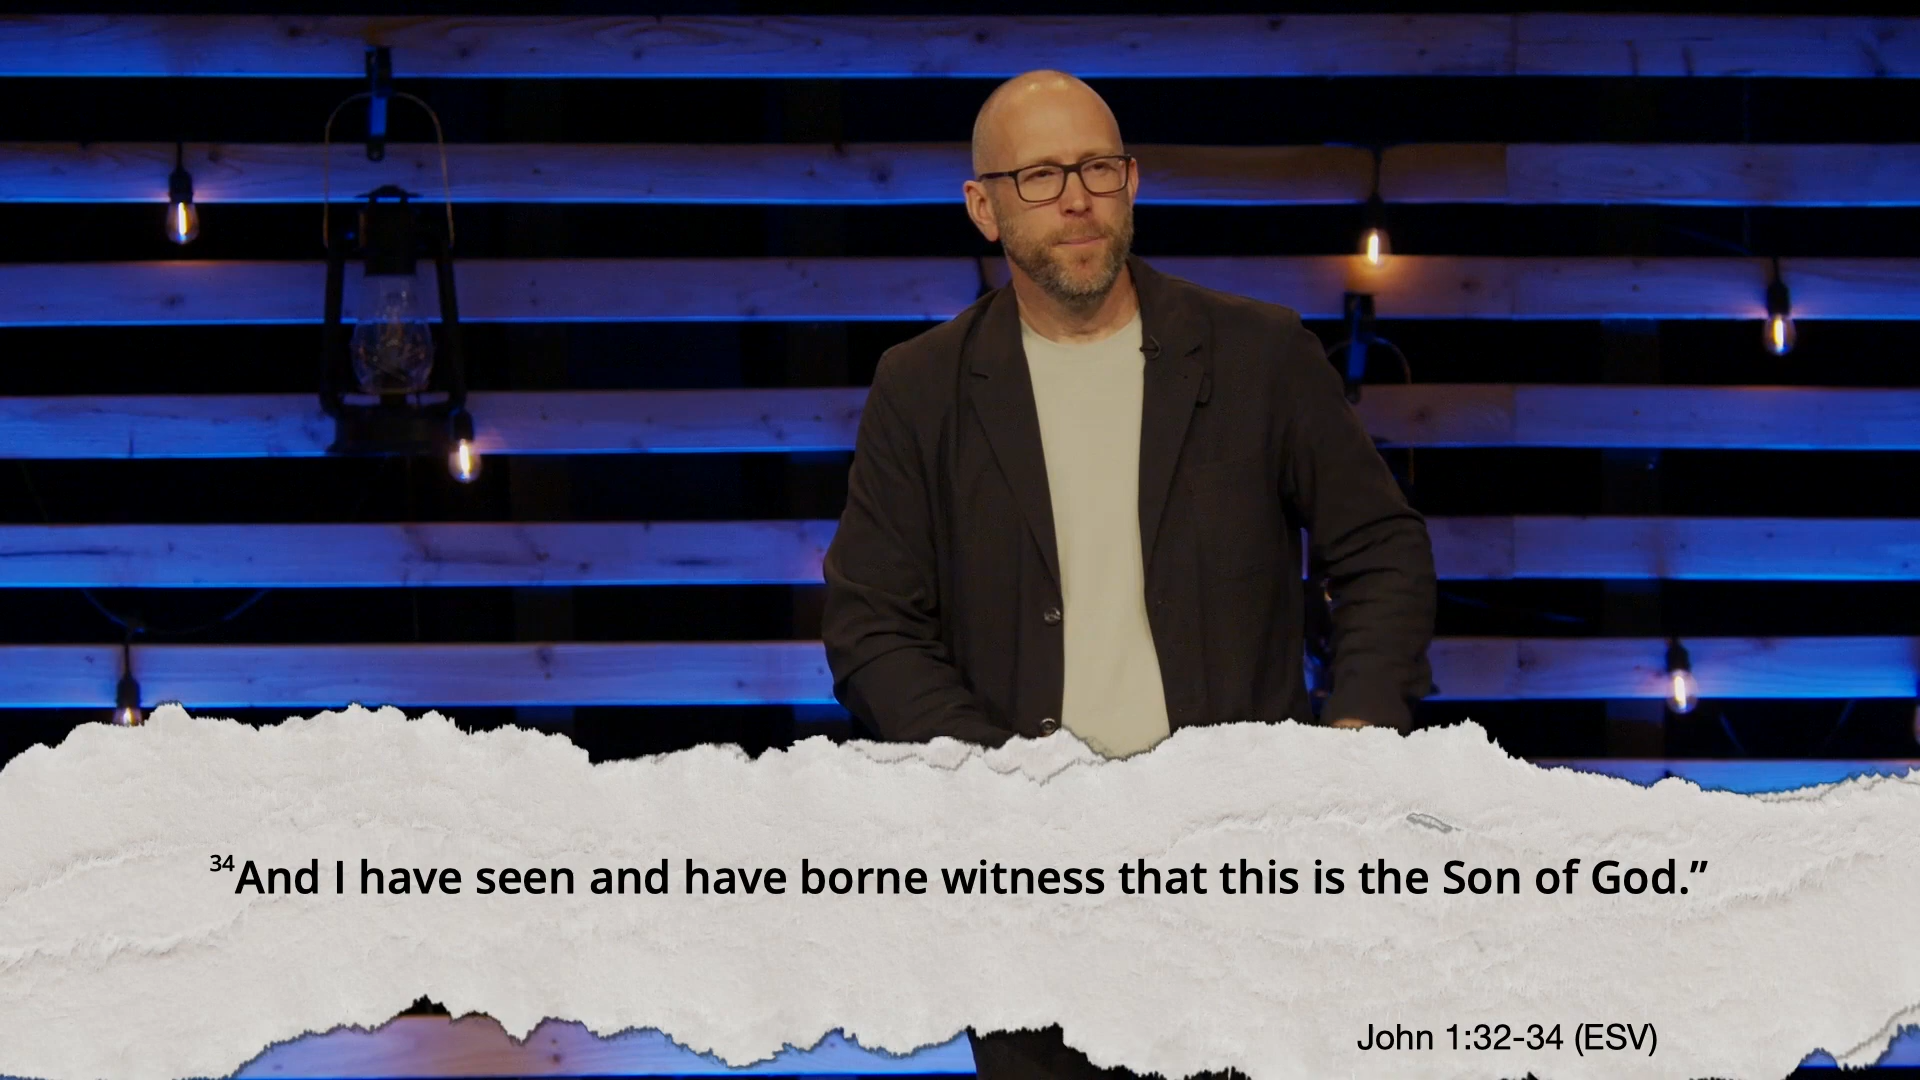 34And I have seen and have borne witness that this is the Son of God.”
John 1:32-34 (ESV)